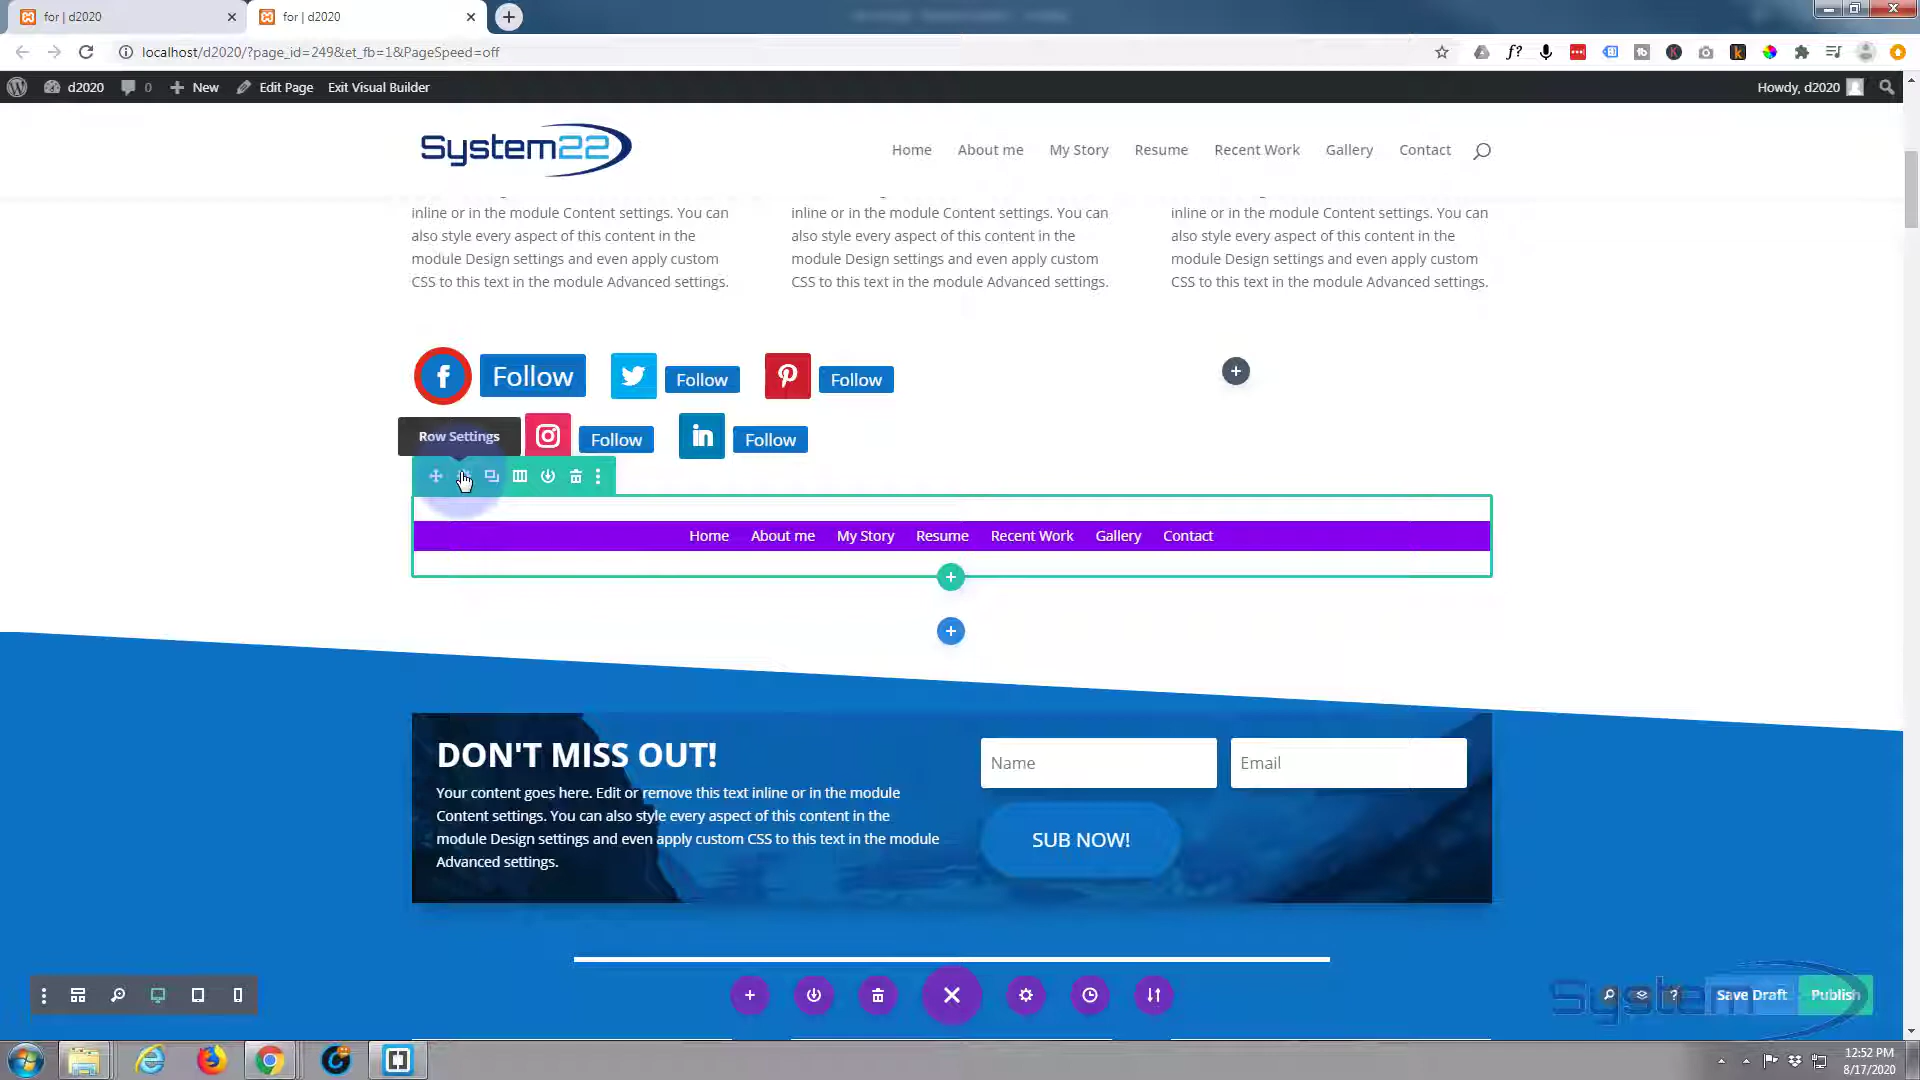 for | d2020
for | d2020
localhost/d2020/?page_id=249&et_fb=1&PageSpeed=off
d2020
0
New
Edit Page
Exit Visual Builder
Howdy, d2020
System22
Home
About me
My Story
Resume
Recent Work
Gallery
Contact
inline or in the module Content settings. You can
also style every aspect of this content in the
module Design settings and even apply custom
CSS to this text in the module Advanced settings.
inline or in the module Content settings. You can
also style every aspect of this content in the
module Design settings and even apply custom
CSS to this text in the module Advanced settings.
inline or in the module Content settings. You can
also style every aspect of this content in the
module Design settings and even apply custom
CSS to this text in the module Advanced settings.
Follow
Follow
Follow
Row Settings
Follow
Follow
Home
About me
My Story
Resume
Recent Work
Gallery
Contact
DON'T MISS OUT!
Your content goes here. Edit or remove this text inline or in the module
Content settings. You can also style every aspect of this content in the
module Design settings and even apply custom CSS to this text in the module
Advanced settings.
Name
Email
SUB NOW!
System
Save Draft
Publish
12:52 PM
8/17/2020